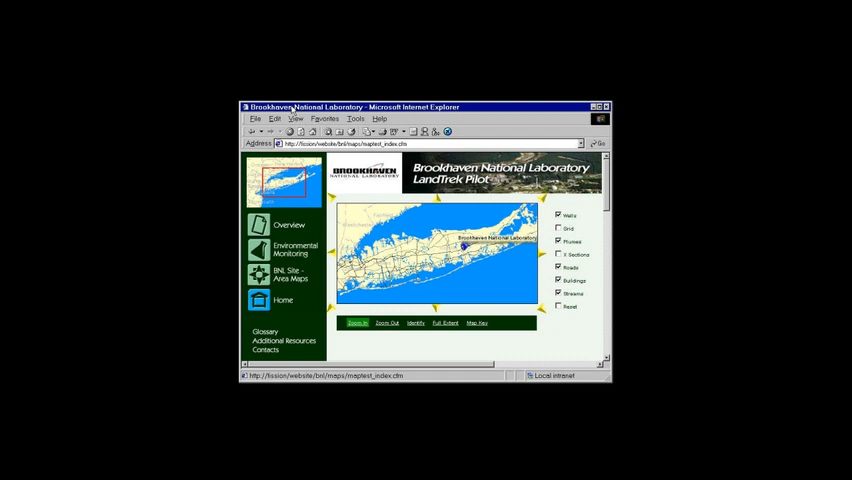 Brookhaven National Laboratory - Microsoft Internet Explorer
File Edit View Favorites Tools Help
Address http://fission/website/bnl/maps/maptest_index.cfm Go
BROOKHAVEN
NATIONAL LABORATORY
Brookhaven National Laboratory
LandTrek Pilot
Overview
Environmental
Monitoring
BNL Site -
Area Maps
Home
Glossary
Additional Resources
Contacts
Brookhaven National Laboratory
Wells
Grid
Plumes
X Sections
Roads
Buildings
Streams
Reset
Zoom In Zoom Out Identify Full Extent Map Key
http://fission/website/bnl/maps/maptest_index.cfm Local intranet